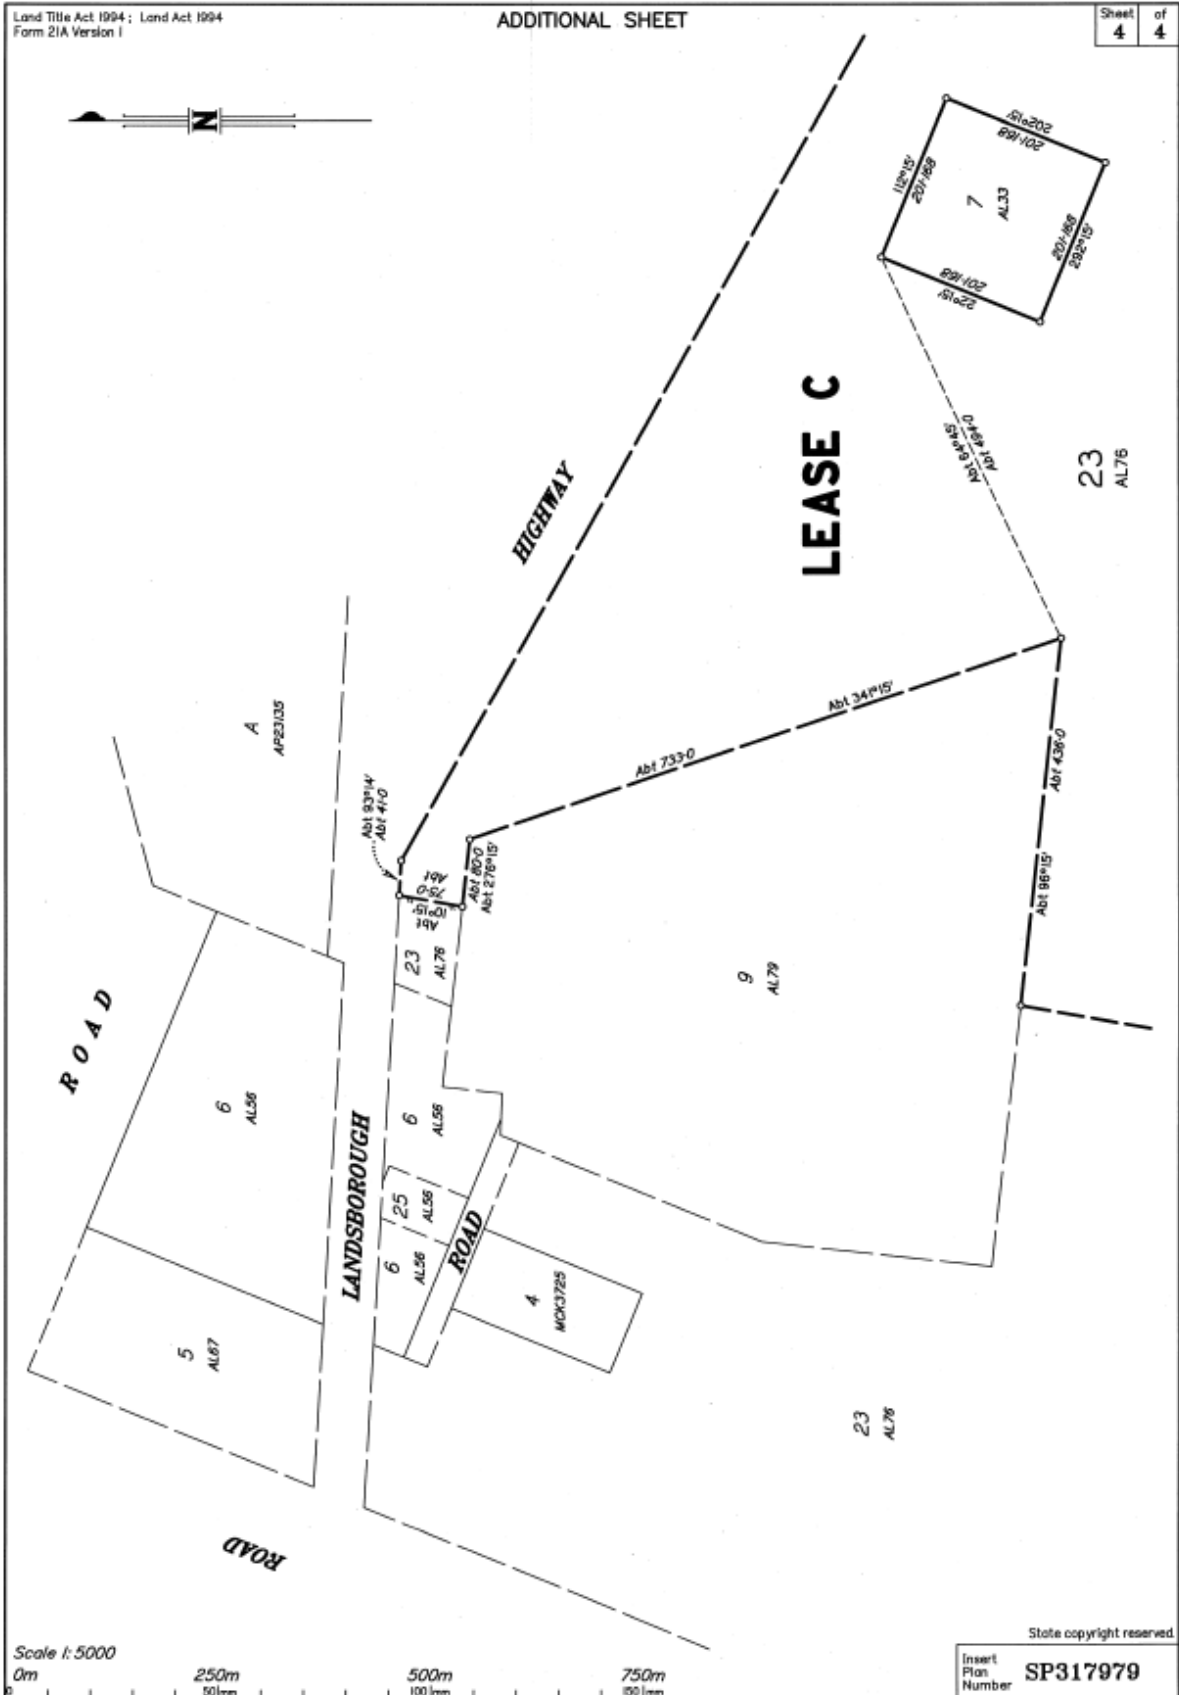 Land Title Act 1994 ; Land Act 1994
Form 21A Version 1
ADDITIONAL SHEET
Sheet of
4 4
N
202°15'
201·168
112°15'
201·168
7
AL33
201·168
292°15'
201·168
22°15'
LEASE C
Abt 64°45'
Abt 494·0
23
AL76
HIGHWAY
A
AP23135
Abt 341°15'
Abt 733·0
Abt 436·0
Abt 96°15'
Abt 93°14'
Abt 41·0
Abt
75·0
10°15'
Abt
Abt 80·0
Abt 276°15'
23
AL76
9
AL79
ROAD
6
AL56
6
AL56
LANDSBOROUGH
25
AL56
6
AL56
ROAD
4
MCK3725
5
AL67
23
AL76
ROAD
State copyright reserved.
Scale 1: 5000
0m 250m 500m 750m
0 50mm 100mm 150mm
Insert
Plan
Number
SP317979